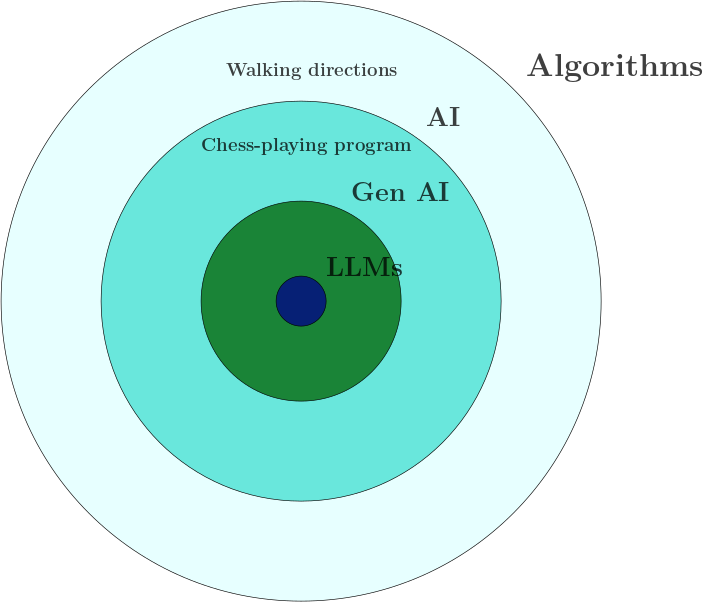 Algorithms
Walking directions
AI
Chess-playing program
Gen AI
LLMs